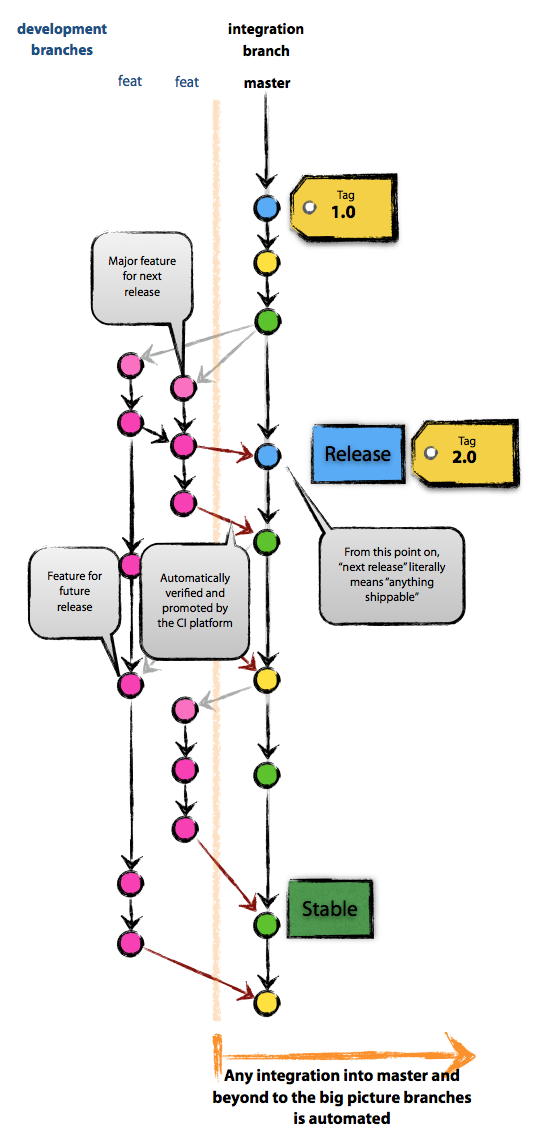 development
branches
integration
branch
feat
feat
master
Tag
1.0
Major feature
for next
release
Release
Tag
2.0
From this point on,
“next release” literally
means “anything
shippable”
Automatically
verified and
promoted by
the CI platform
Feature for
future
release
Stable
Any integration into master and
beyond to the big picture branches
is automated